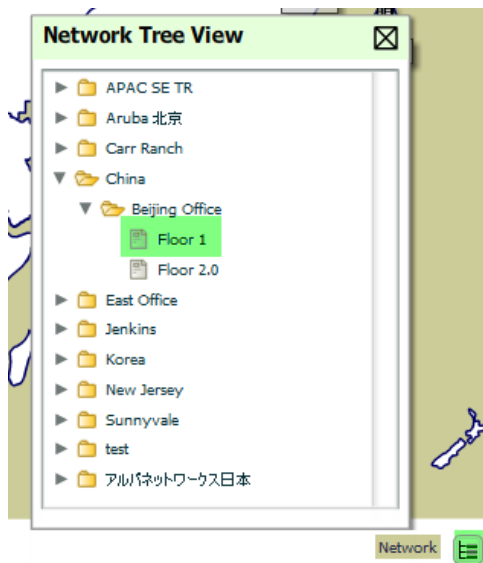 Network Tree View
APAC SE TR
Aruba 北京
Carr Ranch
China
Beijing Office
Floor 1
Floor 2.0
East Office
Jenkins
Korea
New Jersey
Sunnyvale
test
アルパネットワークス日本
Network